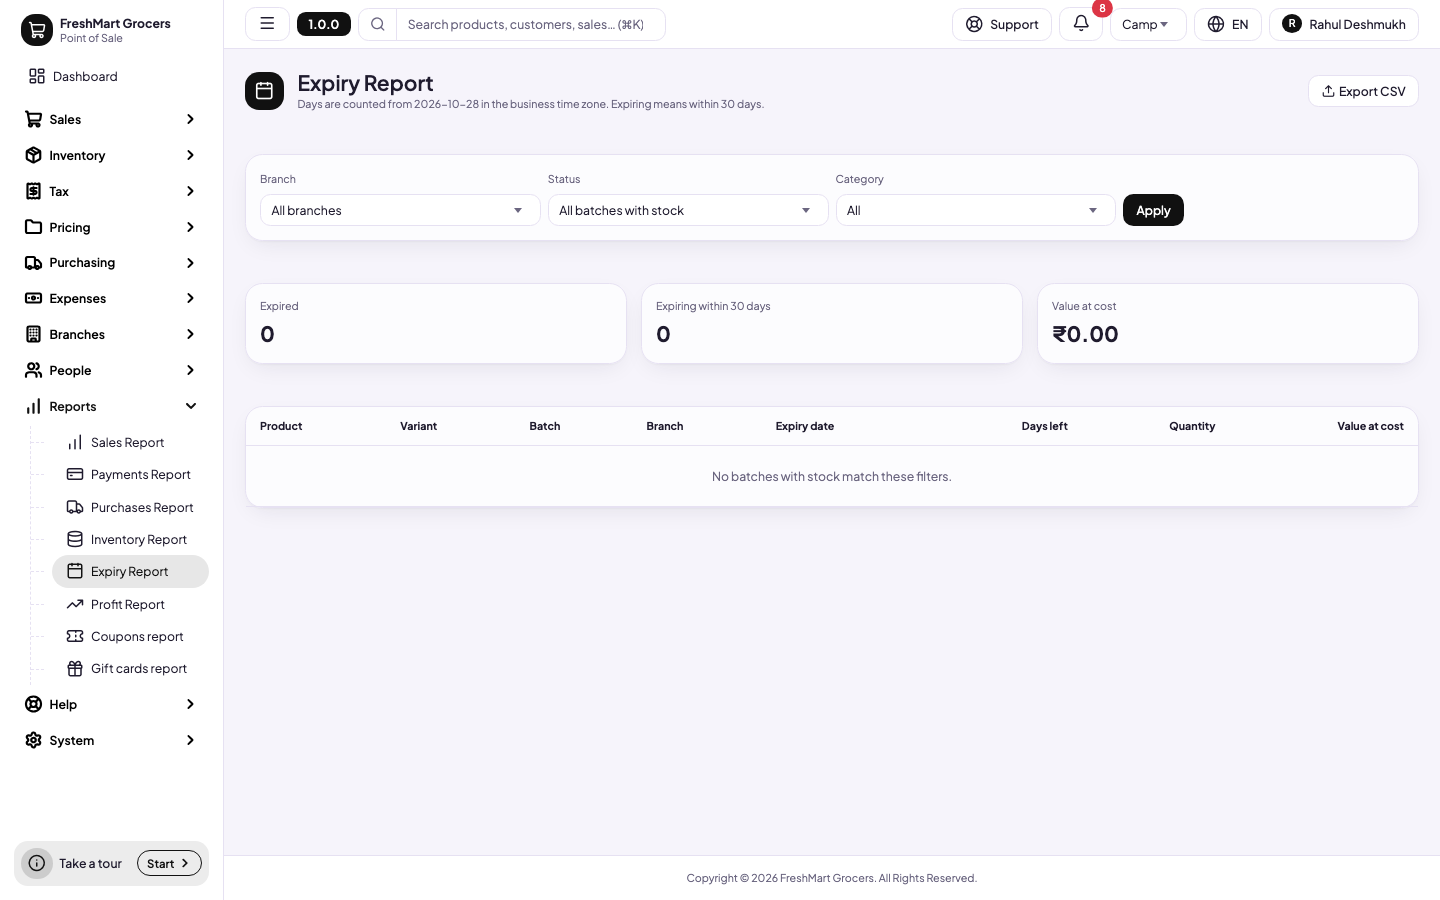 FreshMart Grocers
Point of Sale
Dashboard
Sales
Inventory
Tax
Pricing
Purchasing
Expenses
Branches
People
Reports
Sales Report
Payments Report
Purchases Report
Inventory Report
Expiry Report
Profit Report
Coupons report
Gift cards report
Help
System
Take a tour
Start
1.0.0
Search products, customers, sales... (⌘K)
Support
8
Camp
EN
R
Rahul Deshmukh
Expiry Report
Days are counted from 2026-10-28 in the business time zone. Expiring means within 30 days.
Export CSV
Branch
Status
Category
All branches
All batches with stock
All
Apply
Expired
0
Expiring within 30 days
0
Value at cost
₹0.00
Product Variant Batch Branch Expiry date Days left Quantity Value at cost
No batches with stock match these filters.
Copyright © 2026 FreshMart Grocers. All Rights Reserved.